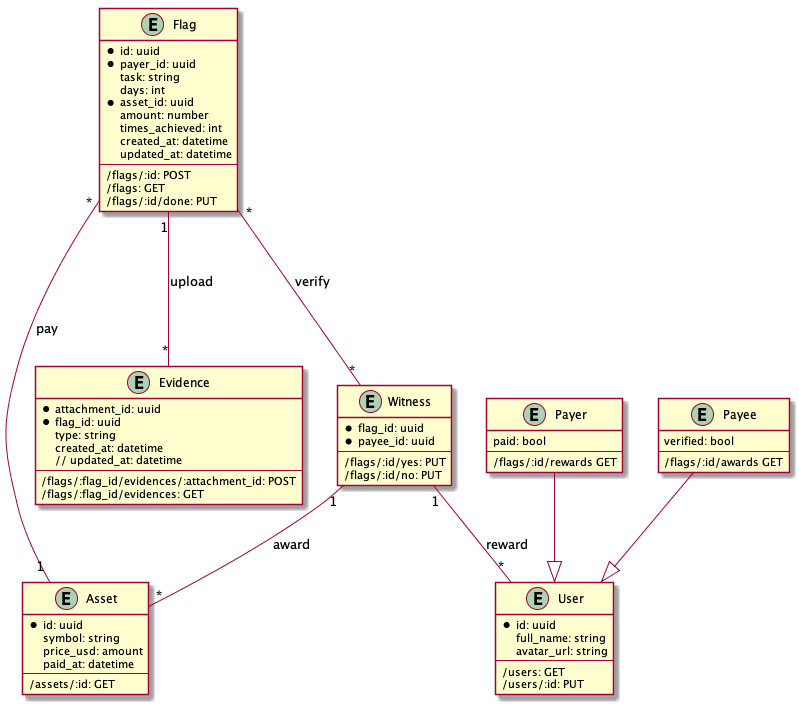 E Flag
id: uuid
payer_id: uuid
task: string
days: int
asset_id: uuid
amount: number
times_achieved: int
created_at: datetime
updated_at: datetime
/flags/:id: POST
/flags: GET
/flags/:id/done: PUT
*
1
*
upload
verify
pay
*
*
E Evidence
attachment_id: uuid
flag_id: uuid
type: string
created_at: datetime
// updated_at: datetime
/flags/:flag_id/evidences/:attachment_id: POST
/flags/:flag_id/evidences: GET
E Witness
flag_id: uuid
payee_id: uuid
/flags/:id/yes: PUT
/flags/:id/no: PUT
E Payer
paid: bool
/flags/:id/rewards GET
E Payee
verified: bool
/flags/:id/awards GET
1
1
award
reward
1
*
*
E Asset
id: uuid
symbol: string
price_usd: amount
paid_at: datetime
/assets/:id: GET
E User
id: uuid
full_name: string
avatar_url: string
/users: GET
/users/:id: PUT